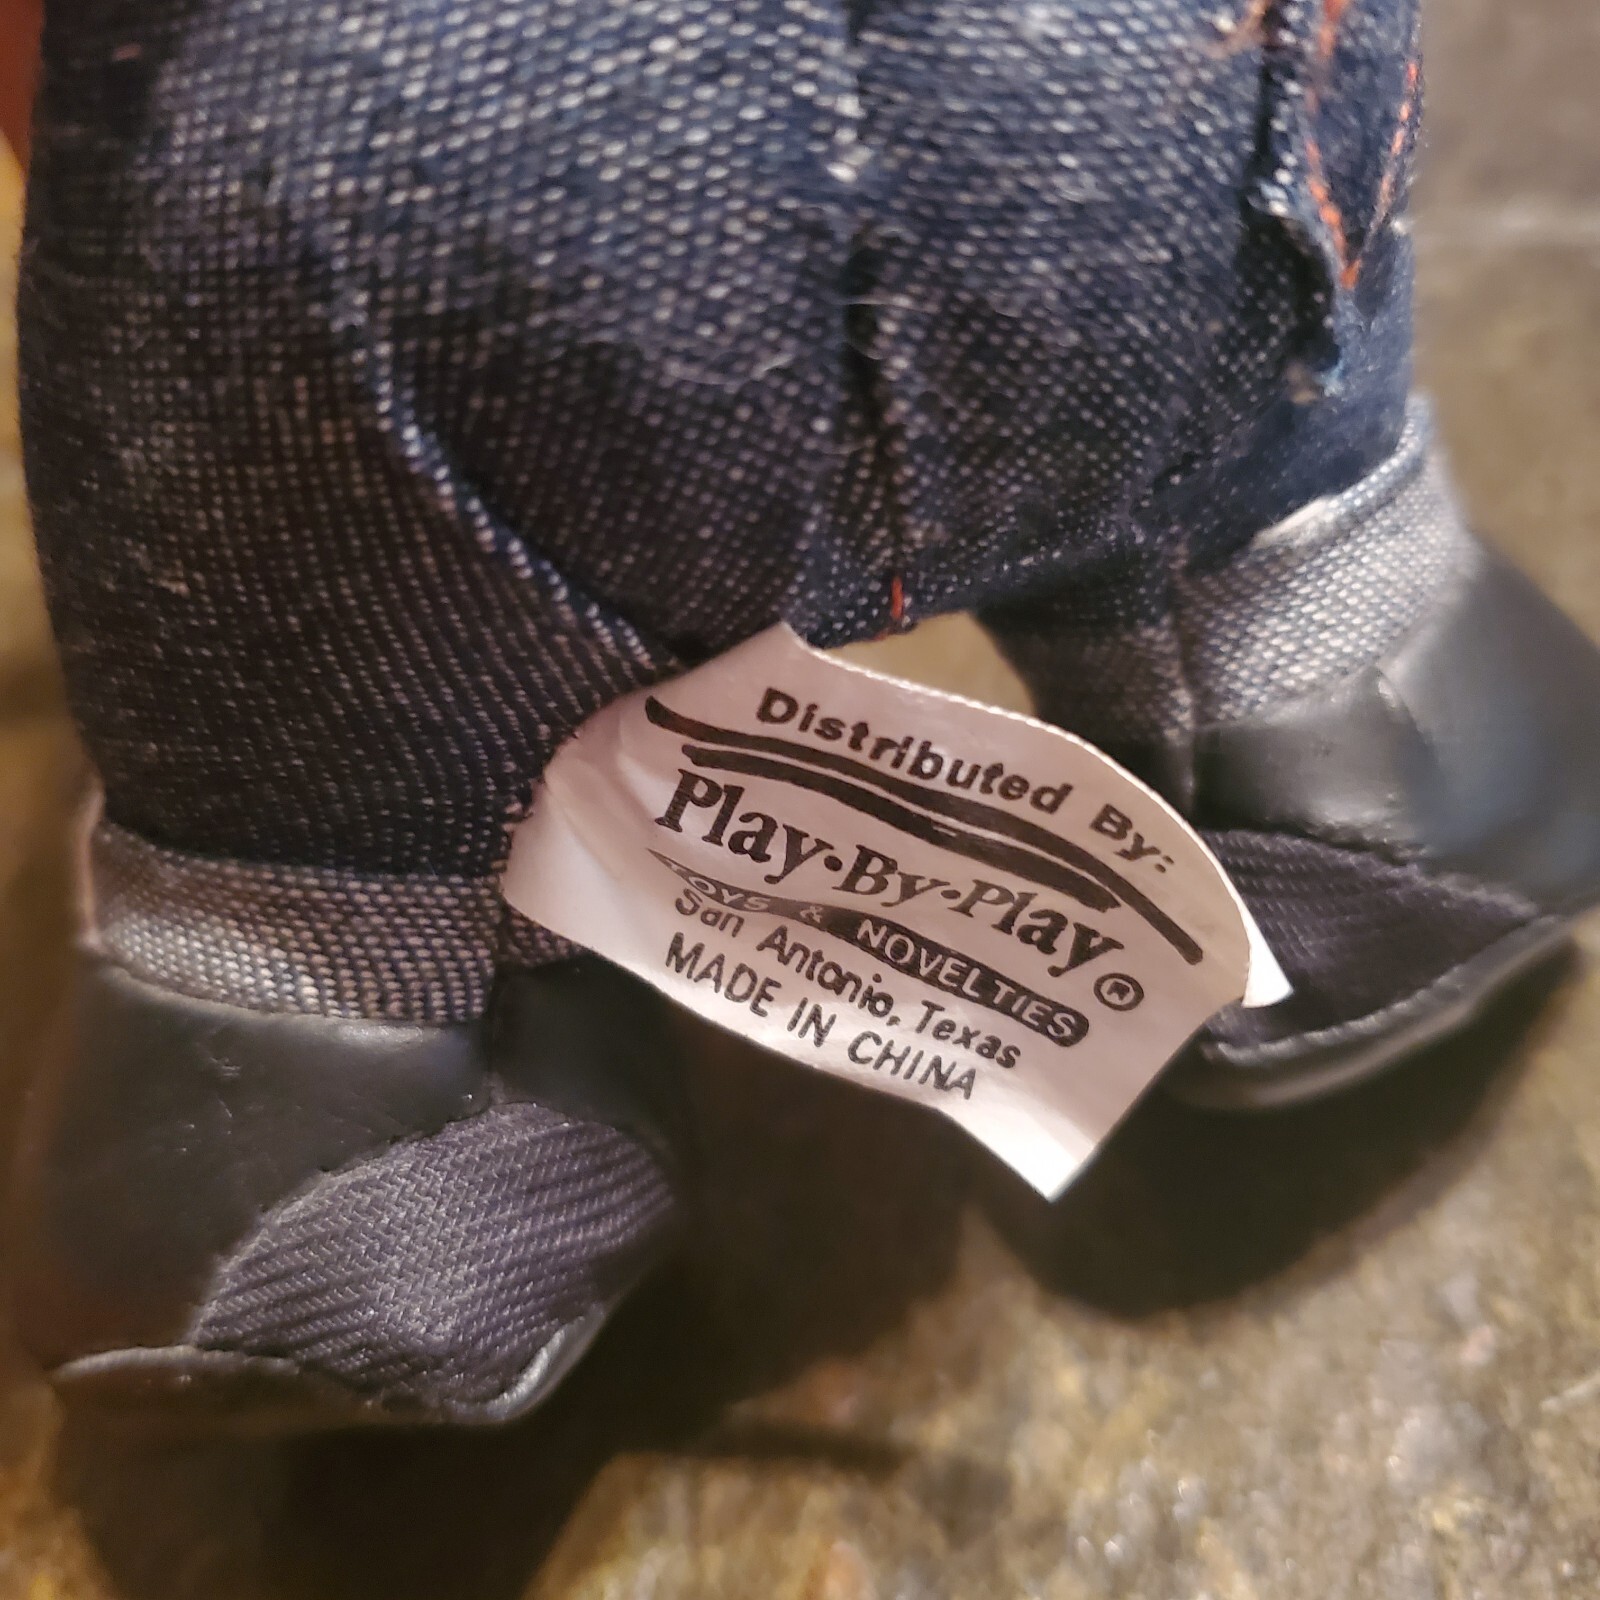 Distributed By:
Play·By·Play®
TOYS & NOVELTIES
San Antonio, Texas
MADE IN CHINA